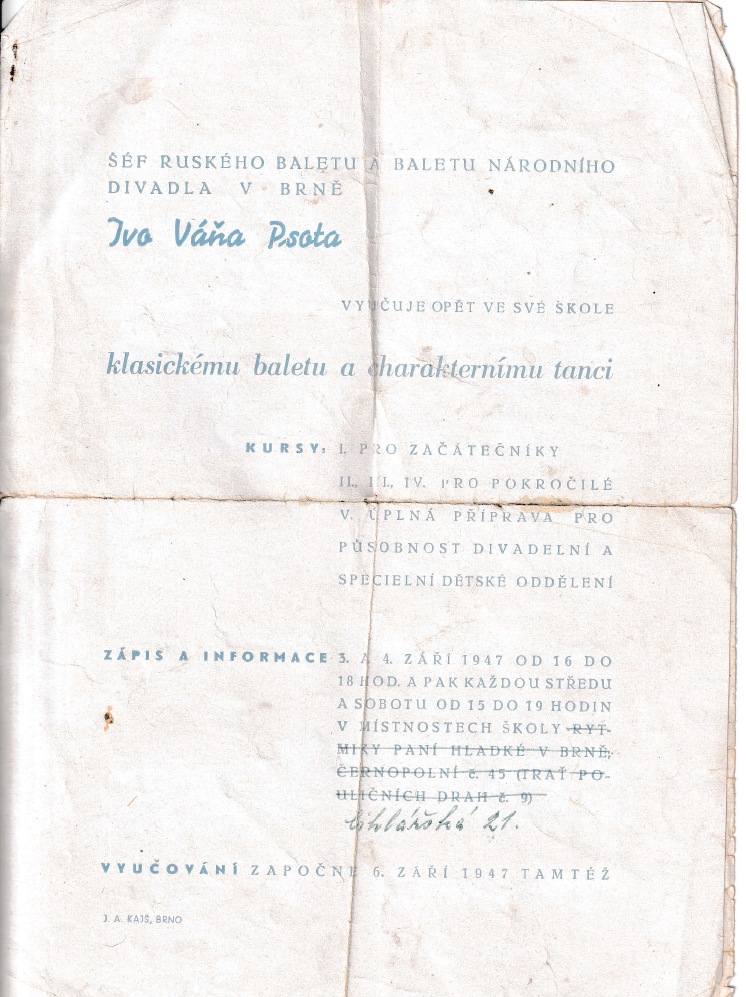 ŠÉF RUSKÉHO BALETU A BALETU NÁRODNÍHO
DIVADLA V BRNĚ
Ivo Váňa Psota
VYUČUJE OPĚT VE SVÉ ŠKOLE
klasickému baletu a charakternímu tanci
KURSY: I. PRO ZAČÁTEČNÍKY
II., III., IV. PRO POKROČILÉ
V. ÚPLNÁ PŘÍPRAVA PRO
PŮSOBNOST DIVADELNÍ A
SPECIELNÍ DĚTSKÉ ODDĚLENÍ
ZÁPIS A INFORMACE 3. A 4. ZÁŘÍ 1947 OD 16 DO
18 HOD. A PAK KAŽDOU STŘEDU
A SOBOTU OD 15 DO 19 HODIN
V MÍSTNOSTECH ŠKOLY RYT-
MIKY PANÍ HLADKÉ V BRNĚ,
ČERNOPOLNÍ č. 45 (TRAŤ PO-
ULIČNÍCH DRAH č. 9)
Cihlářská 21.
VYUČOVÁNÍ ZAPOČNE 6. ZÁŘÍ 1947 TAMTÉŽ
J. A. KAJŠ, BRNO